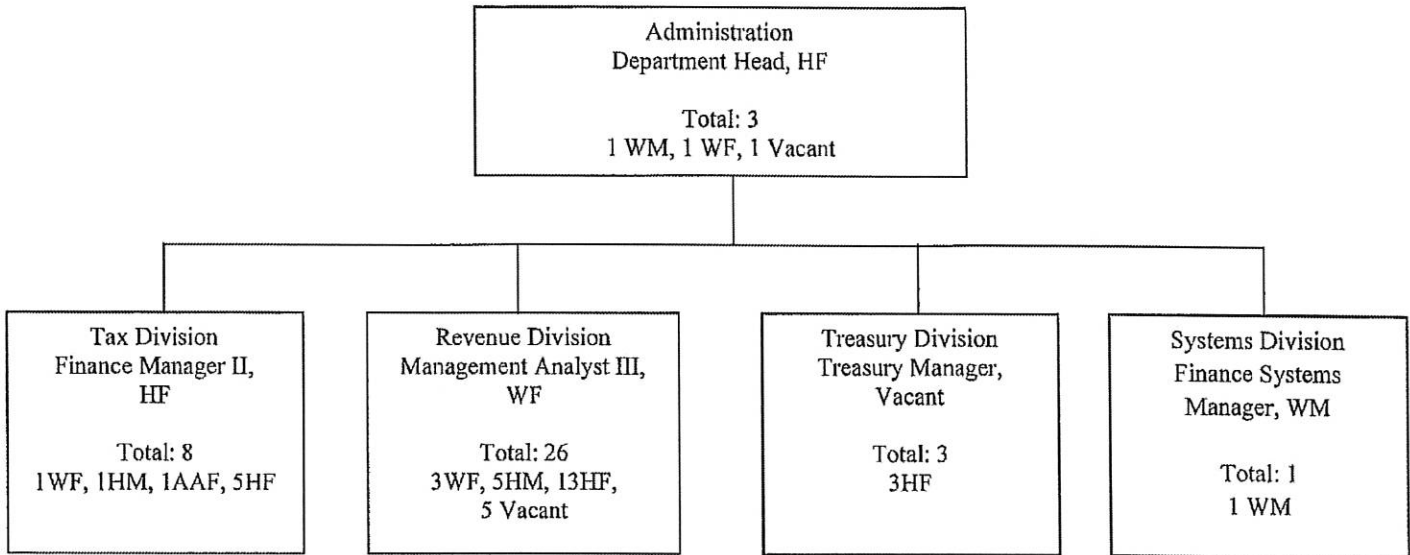 Administration
Department Head, HF
Total: 3
1 WM, 1 WF, 1 Vacant
Tax Division
Finance Manager II,
HF
Total: 8
1WF, 1HM, 1AAF, 5HF
Revenue Division
Management Analyst III,
WF
Total: 26
3WF, 5HM, 13HF,
5 Vacant
Treasury Division
Treasury Manager,
Vacant
Total: 3
3HF
Systems Division
Finance Systems
Manager, WM
Total: 1
1 WM